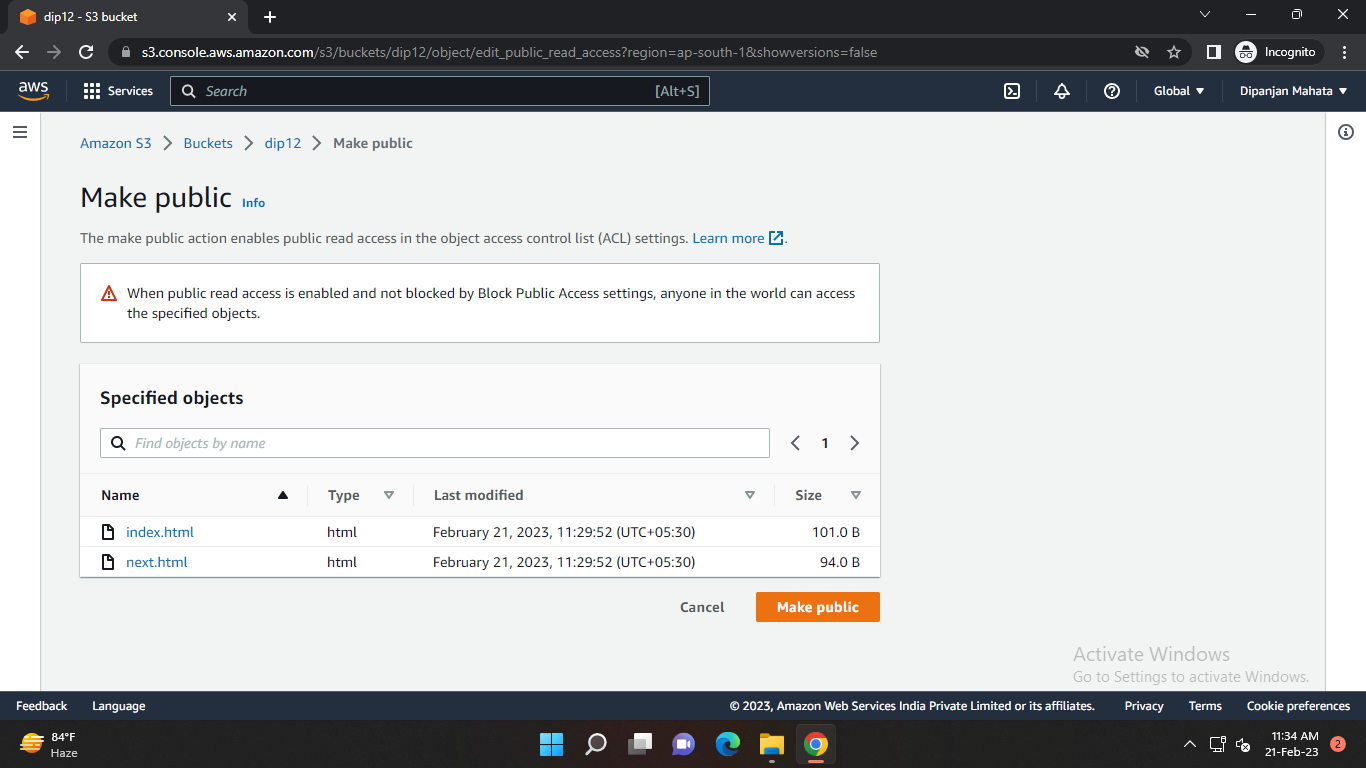 dip12 - S3 bucket
s3.console.aws.amazon.com/s3/buckets/dip12/object/edit_public_read_access?region=ap-south-1&showversions=false
Incognito
aws
Services
Search
[Alt+S]
Global
Dipanjan Mahata
Amazon S3 > Buckets > dip12 > Make public
Make public Info
The make public action enables public read access in the object access control list (ACL) settings. Learn more.
When public read access is enabled and not blocked by Block Public Access settings, anyone in the world can access
the specified objects.
Specified objects
Find objects by name
1
Name Type Last modified Size
index.html html February 21, 2023, 11:29:52 (UTC+05:30) 101.0 B
next.html html February 21, 2023, 11:29:52 (UTC+05:30) 94.0 B
Cancel Make public
Activate Windows
Go to Settings to activate Windows.
Feedback Language © 2023, Amazon Web Services India Private Limited or its affiliates. Privacy Terms Cookie preferences
84°F
Haze
11:34 AM
21-Feb-23
2